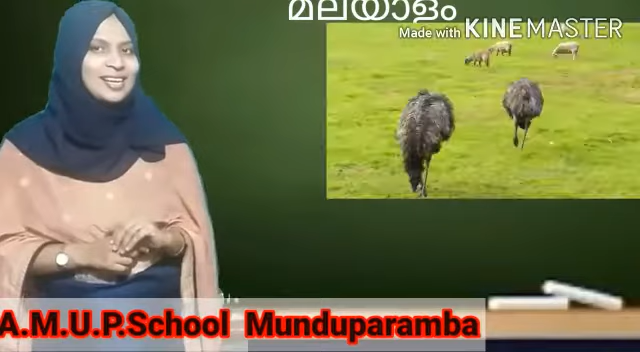 മലയാളം
Made with KINEMASTER
A.M.U.P.School Munduparamba